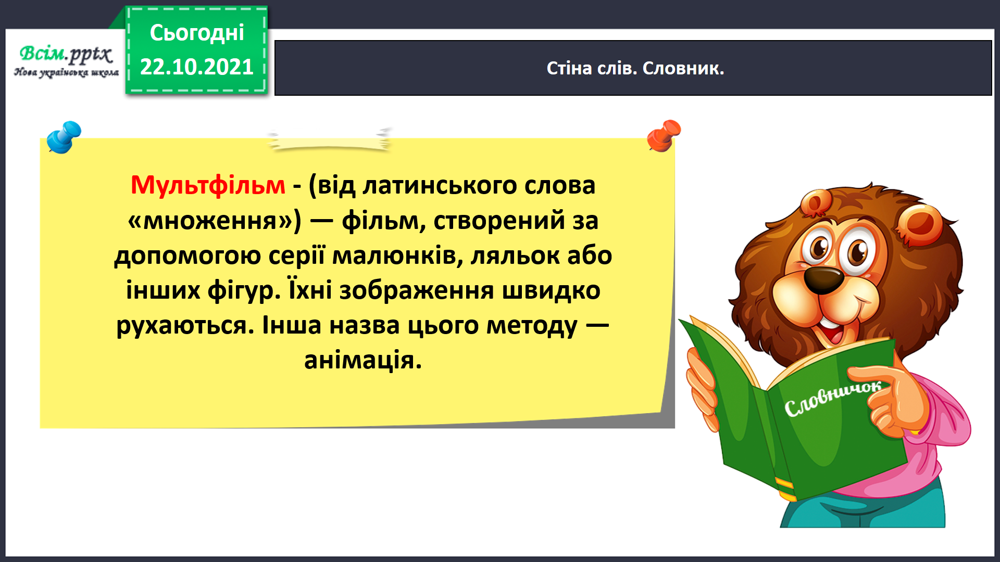 Всім.pptx
Нова українська школа
Сьогодні
22.10.2021
Стіна слів. Словник.
Мультфільм - (від латинського слова
«множення») — фільм, створений за
допомогою серії малюнків, ляльок або
інших фігур. Їхні зображення швидко
рухаються. Інша назва цього методу —
анімація.
Словничок